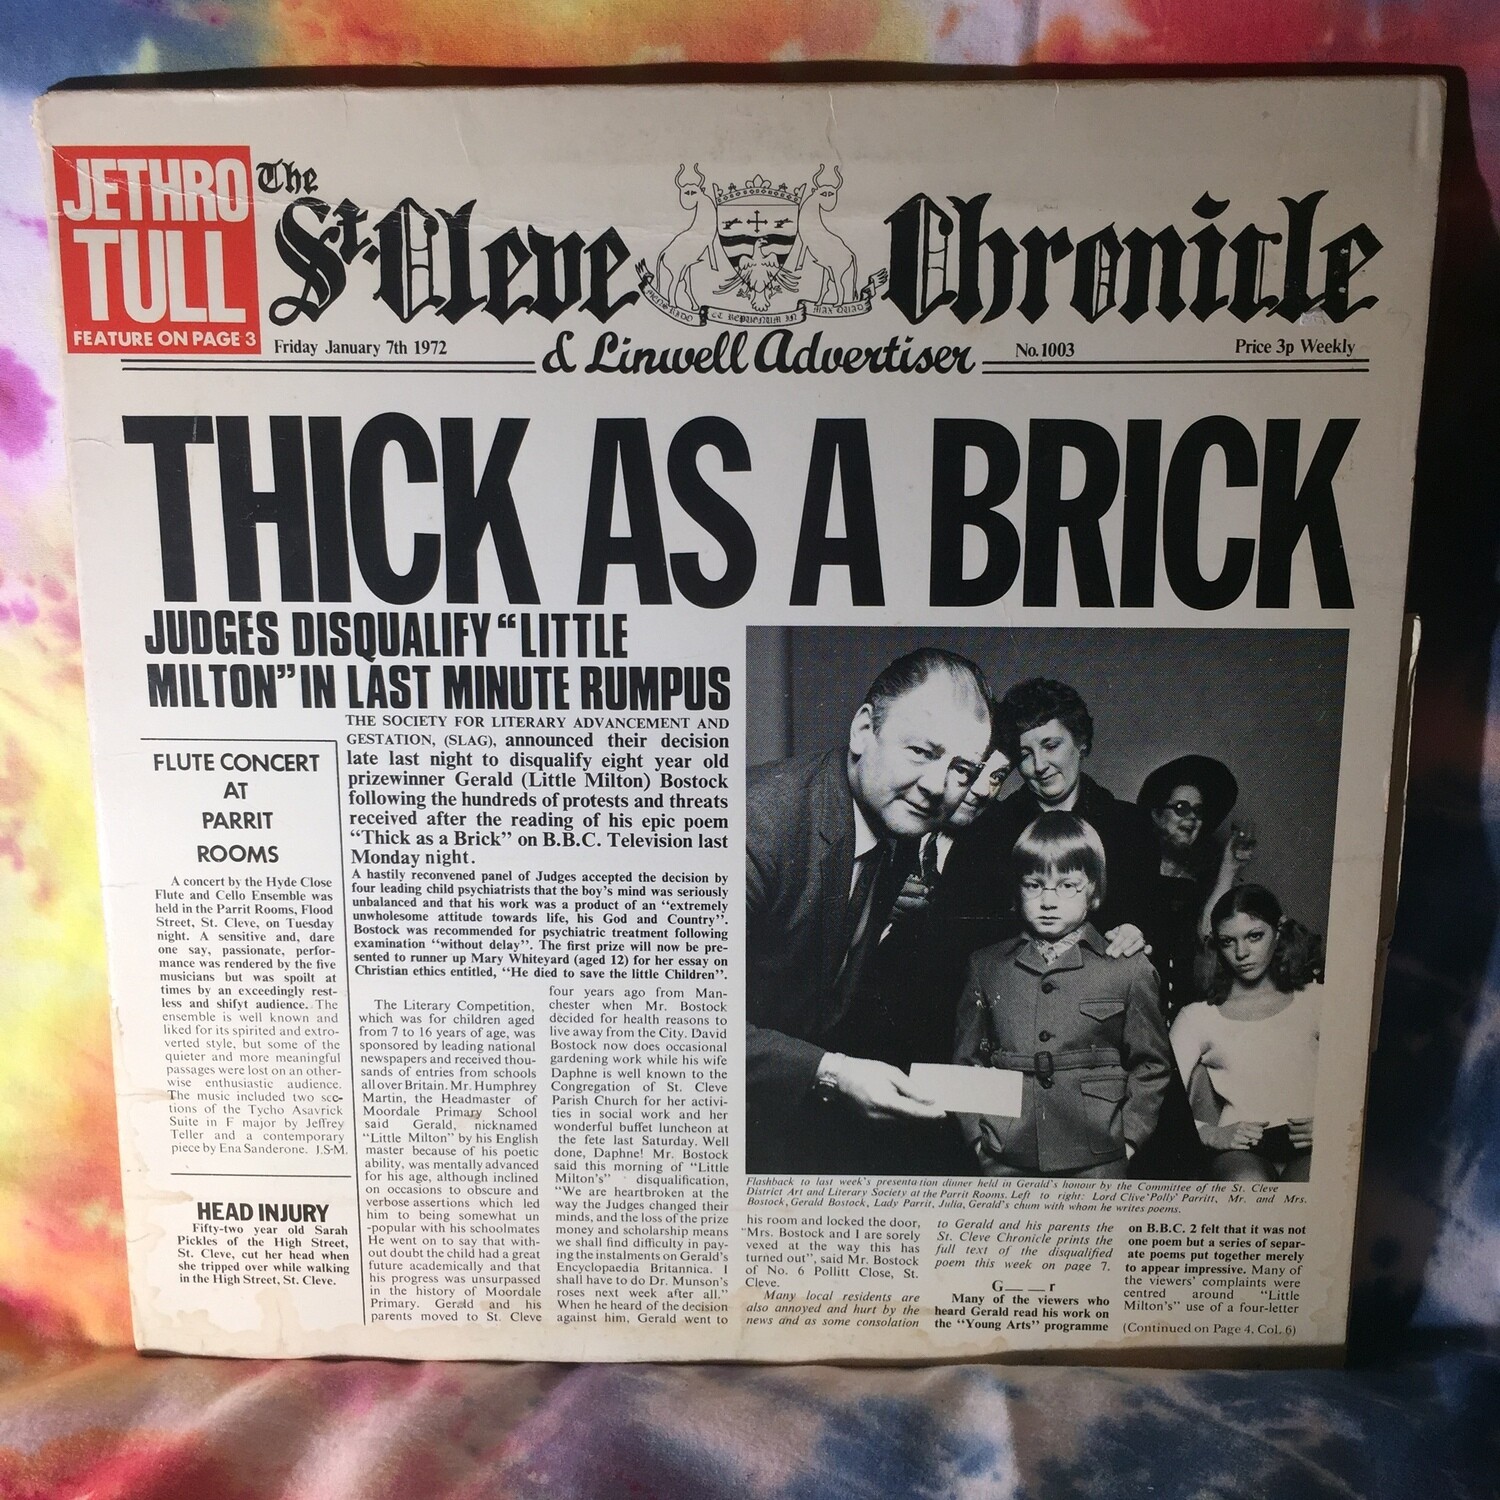 JETHRO
TULL
FEATURE ON PAGE 3
The
St. Cleve Chronicle
& Linwell Advertiser
Friday January 7th 1972
No.1003
Price 3p Weekly
THICK AS A BRICK
JUDGES DISQUALIFY “LITTLE
MILTON” IN LAST MINUTE RUMPUS
FLUTE CONCERT
AT
PARRIT
ROOMS
A concert by the Hyde Close
Flute and Cello Ensemble was
held in the Parrit Rooms, Flood
Street, St. Cleve, on Tuesday
night. A sensitive and, dare
one say, passionate, perfor-
mance was rendered by the five
musicians but was spoilt at
times by an exceedingly rest-
less and shifyt audience. The
ensemble is well known and
liked for its spirited and extro-
verted style, but some of the
quieter and more meaningful
passages were lost on an other-
wise enthusiastic audience.
The music included two sec-
tions of the Tycho Asavrick
Suite in F major by Jeffrey
Teller and a contemporary
piece by Ena Sanderone. J.S-M.
HEAD INJURY
Fifty-two year old Sarah
Pickles of the High Street,
St. Cleve, cut her head when
she tripped over while walking
in the High Street, St. Cleve.
THE SOCIETY FOR LITERARY ADVANCEMENT AND
GESTATION, (SLAG), announced their decision
late last night to disqualify eight year old
prizewinner Gerald (Little Milton) Bostock
following the hundreds of protests and threats
received after the reading of his epic poem
“Thick as a Brick” on B.B.C. Television last
Monday night.
A hastily reconvened panel of Judges accepted the decision by
four leading child psychiatrists that the boy’s mind was seriously
unbalanced and that his work was a product of an “extremely
unwholesome attitude towards life, his God and Country”.
Bostock was recommended for psychiatric treatment following
examination “without delay”. The first prize will now be pre-
sented to runner up Mary Whiteyard (aged 12) for her essay on
Christian ethics entitled, “He died to save the little Children”.
The Literary Competition,
which was for children aged
from 7 to 16 years of age, was
sponsored by leading national
newspapers and received thou-
sands of entries from schools
all over Britain. Mr. Humphrey
Martin, the Headmaster of
Moordale Primary School
said Gerald, nicknamed
“Little Milton” by his English
master because of his poetic
ability, was mentally advanced
for his age, although inclined
on occasions to obscure and
verbose assertions which led
him to being somewhat un
-popular with his schoolmates
He went on to say that with-
out doubt the child had a great
future academically and that
his progress was unsurpassed
in the history of Moordale
Primary. Gerald and his
parents moved to St. Cleve
four years ago from Man-
chester when Mr. Bostock
decided for health reasons to
live away from the City. David
Bostock now does occasional
gardening work while his wife
Daphne is well known to the
Congregation of St. Cleve
Parish Church for her activi-
ties in social work and her
wonderful buffet luncheon at
the fete last Saturday. Well
done, Daphne! Mr. Bostock
said this morning of “Little
Milton’s” disqualification,
“We are heartbroken at the
way the Judges changed their
minds, and the loss of the prize
money and scholarship means
we shall find difficulty in pay-
ing the instalments on Gerald’s
Encyclopaedia Britannica. I
shall have to do Dr. Munson’s
roses next week after all.”
When he heard of the decision
against him, Gerald went to
Flashback to last week’s presentation dinner held in Gerald’s honour by the Committee of the St. Cleve
District Art and Literary Society at the Parrit Rooms. Left to right: Lord Clive ‘Polly’ Parritt, Mr. and Mrs.
Bostock, Gerald Bostock, Lady Parrit, Julia, Gerald’s chum with whom he writes poems.
his room and locked the door,
“Mrs. Bostock and I are sorely
vexed at the way this has
turned out”, said Mr. Bostock
of No. 6 Pollitt Close, St.
Cleve.
Many local residents are
also annoyed and hurt by the
news and as some consolation
to Gerald and his parents the
St. Cleve Chronicle prints the
full text of the disqualified
poem this week on page 7.
G— —r
Many of the viewers who
heard Gerald read his work on
the “Young Arts” programme
on B.B.C. 2 felt that it was not
one poem but a series of separ-
ate poems put together merely
to appear impressive. Many of
the viewers’ complaints were
centred around “Little
Milton’s” use of a four-letter
(Continued on Page 4, Col. 6)